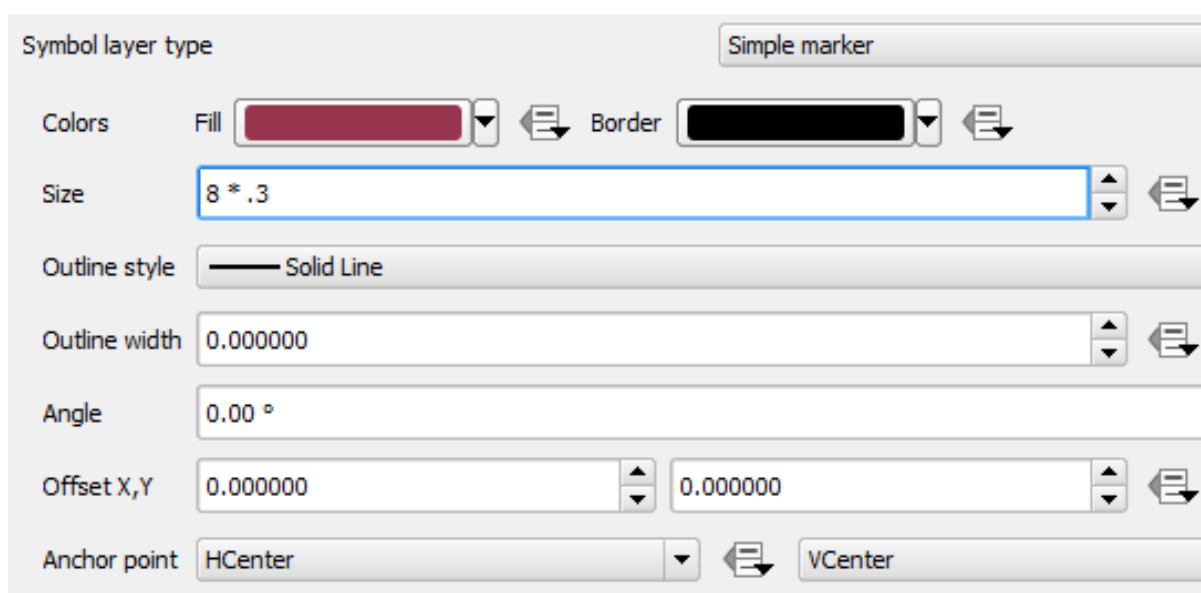 Symbol layer type Simple marker
Colors Fill Border
Size 8 * .3
Outline style Solid Line
Outline width 0.000000
Angle 0.00 °
Offset X,Y 0.000000 0.000000
Anchor point HCenter VCenter